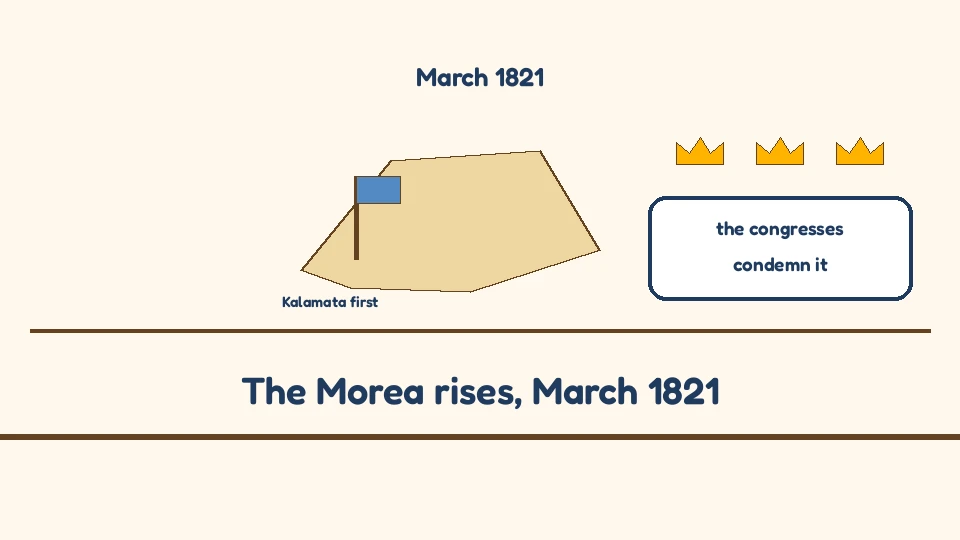 March 1821
the congresses
condemn it
Kalamata first
The Morea rises, March 1821